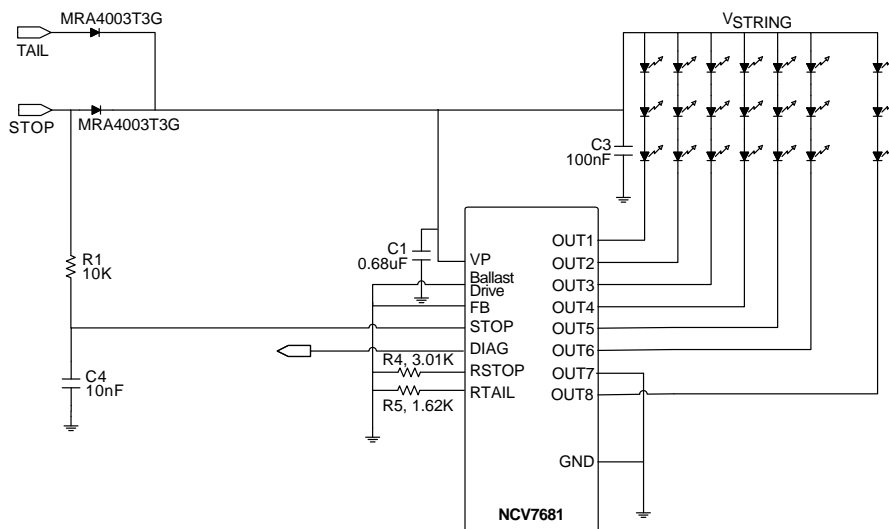 MRA4003T3G
TAIL
VSTRING
STOP
MRA4003T3G
C3
100nF
R1
10K
C1
0.68uF
VP
Ballast
Drive
FB
STOP
DIAG
RSTOP
RTAIL
R4, 3.01K
R5, 1.62K
C4
10nF
OUT1
OUT2
OUT3
OUT4
OUT5
OUT6
OUT7
OUT8
GND
NCV7681